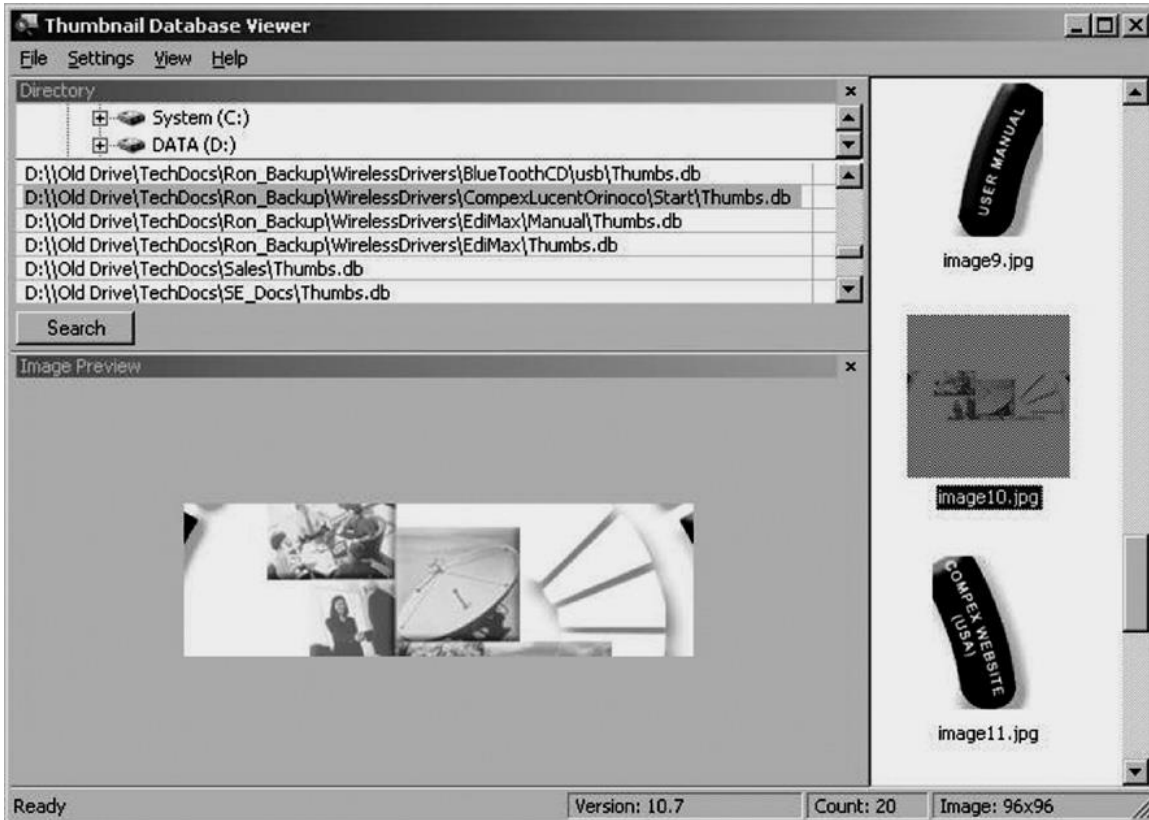 Thumbnail Database Viewer
File Settings View Help
Directory
System (C:)
DATA (D:)
D:\\Old Drive\TechDocs\Ron_Backup\WirelessDrivers\BlueToothCD\usb\Thumbs.db
D:\\Old Drive\TechDocs\Ron_Backup\WirelessDrivers\CompexLucentOrinoco\Start\Thumbs.db
D:\\Old Drive\TechDocs\Ron_Backup\WirelessDrivers\EdiMax\Manual\Thumbs.db
D:\\Old Drive\TechDocs\Ron_Backup\WirelessDrivers\EdiMax\Thumbs.db
D:\\Old Drive\TechDocs\Sales\Thumbs.db
D:\\Old Drive\TechDocs\SE_Docs\Thumbs.db
Search
Image Preview
USER MANUAL
image9.jpg
image10.jpg
COMPEX WEBSITE
(USA)
image11.jpg
Ready
Version: 10.7
Count: 20
Image: 96x96